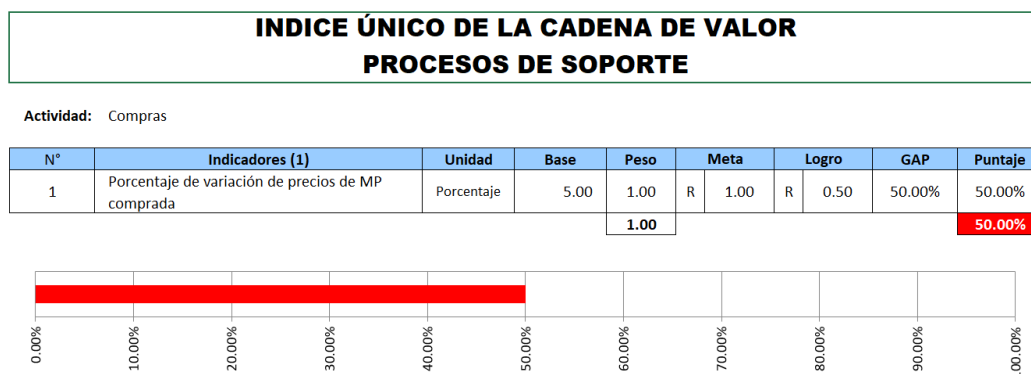 INDICE ÚNICO DE LA CADENA DE VALOR
PROCESOS DE SOPORTE
Actividad: Compras
N° Indicadores (1) Unidad Base Peso Meta Logro GAP Puntaje
1 Porcentaje de variación de precios de MP comprada Porcentaje 5.00 1.00 R 1.00 R 0.50 50.00% 50.00%
1.00 50.00%
0.00% 10.00% 20.00% 30.00% 40.00% 50.00% 60.00% 70.00% 80.00% 90.00% 00.00%